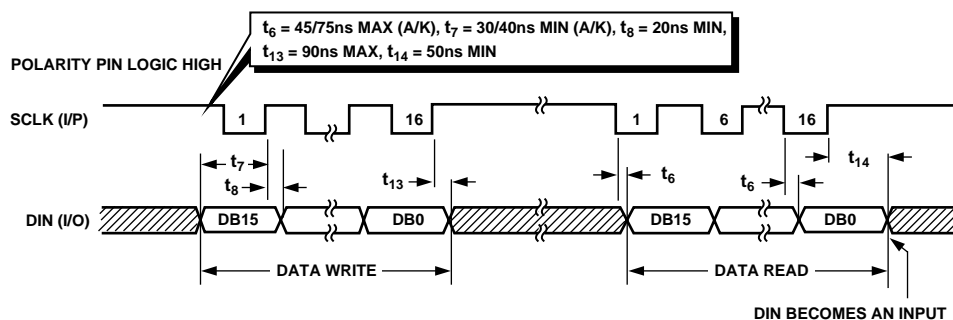 t6 = 45/75ns MAX (A/K), t7 = 30/40ns MIN (A/K), t8 = 20ns MIN,
t13 = 90ns MAX, t14 = 50ns MIN
POLARITY PIN LOGIC HIGH
SCLK (I/P)
1
16
1
6
16
t7
t8
t13
t6
t6
t14
DIN (I/O)
DB15
DB0
DB15
DB0
DATA WRITE
DATA READ
DIN BECOMES AN INPUT